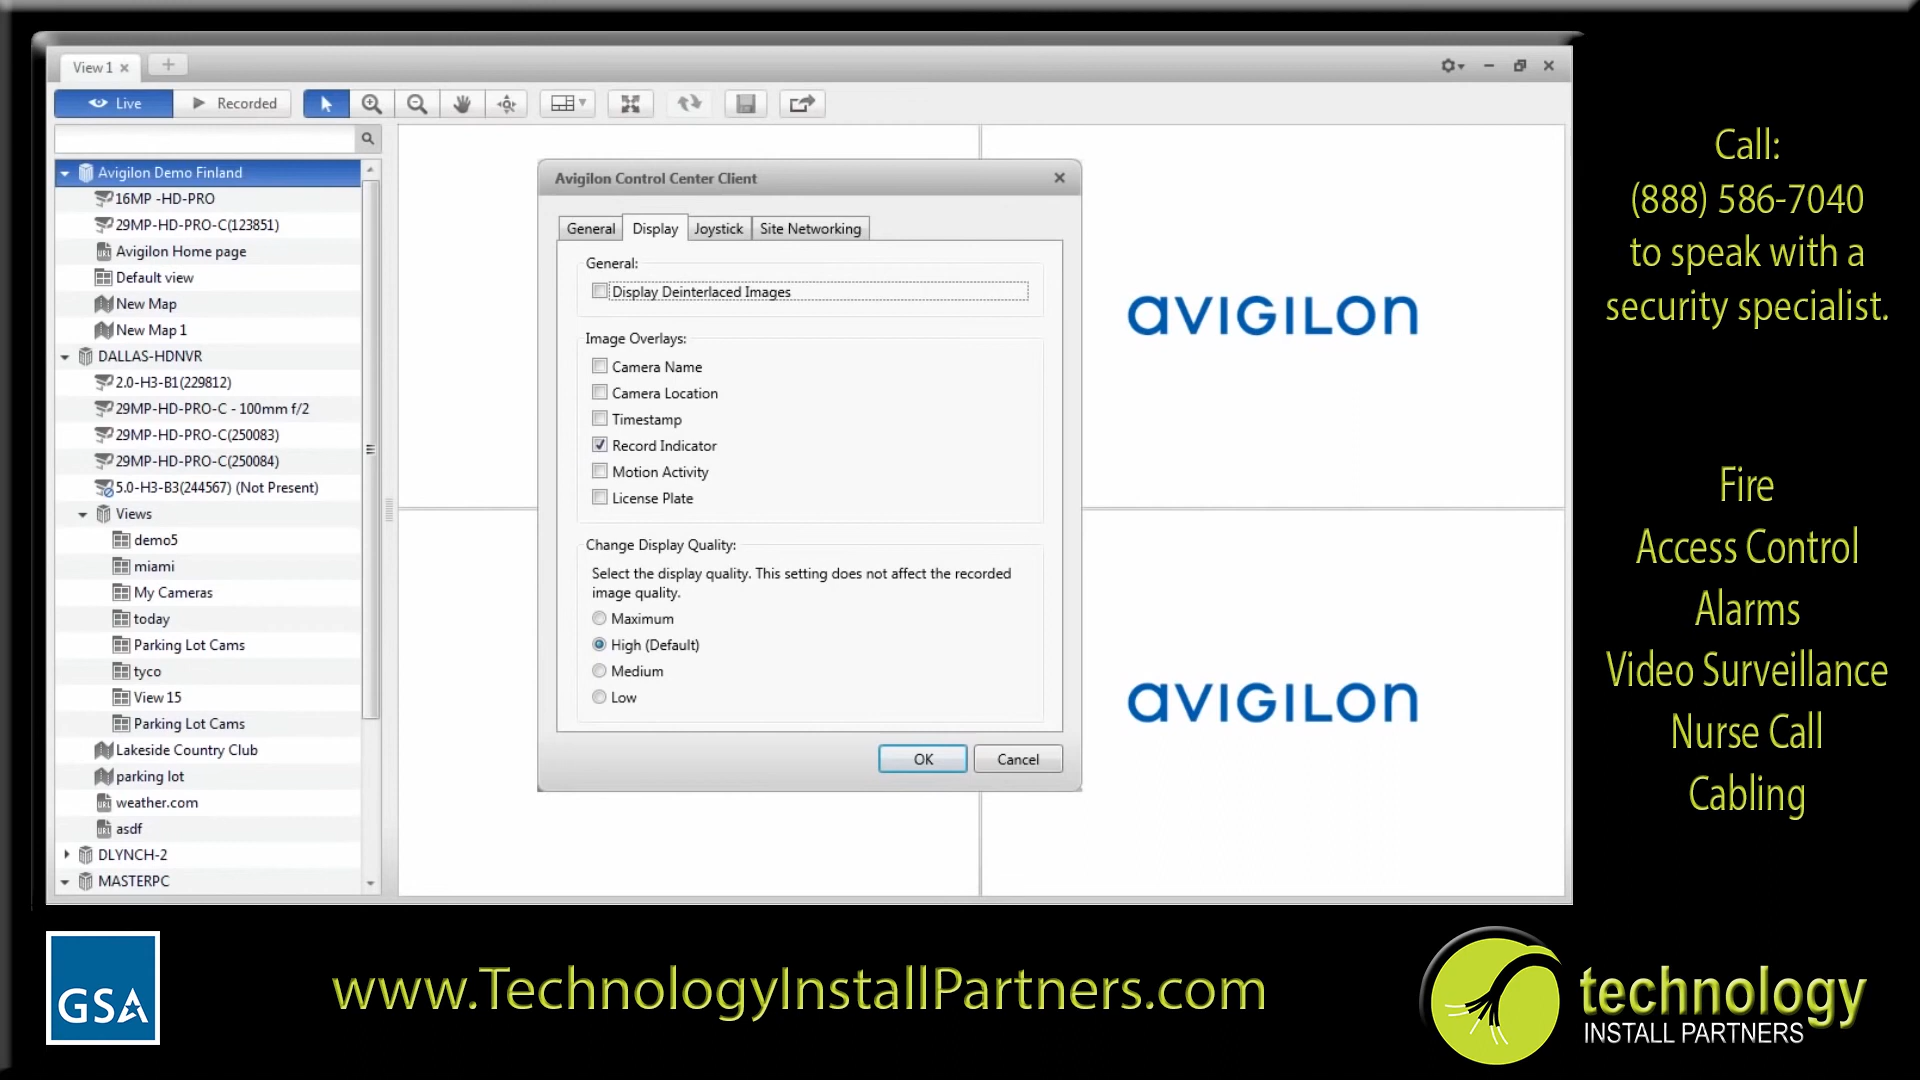 View 1
Live
Recorded
Avigilon Demo Finland
16MP -HD-PRO
29MP-HD-PRO-C(123851)
Avigilon Home page
Default view
New Map
New Map 1
DALLAS-HDNVR
2.0-H3-B1(229812)
29MP-HD-PRO-C - 100mm f/2
29MP-HD-PRO-C(250083)
29MP-HD-PRO-C(250084)
5.0-H3-B3(244567) (Not Present)
Views
demo5
miami
My Cameras
today
Parking Lot Cams
tyco
View 15
Parking Lot Cams
Lakeside Country Club
parking lot
URL weather.com
URL asdf
DLYNCH-2
MASTERPC
Avigilon Control Center Client
General Display Joystick Site Networking
General:
Display Deinterlaced Images
Image Overlays:
Camera Name
Camera Location
Timestamp
Record Indicator
Motion Activity
License Plate
Change Display Quality:
Select the display quality. This setting does not affect the recorded
image quality.
Maximum
High (Default)
Medium
Low
OK Cancel
avigilon
avigilon
Call:
(888) 586-7040
to speak with a
security specialist.
Fire
Access Control
Alarms
Video Surveillance
Nurse Call
Cabling
GSA
www.TechnologyInstallPartners.com
technology
INSTALL PARTNERS